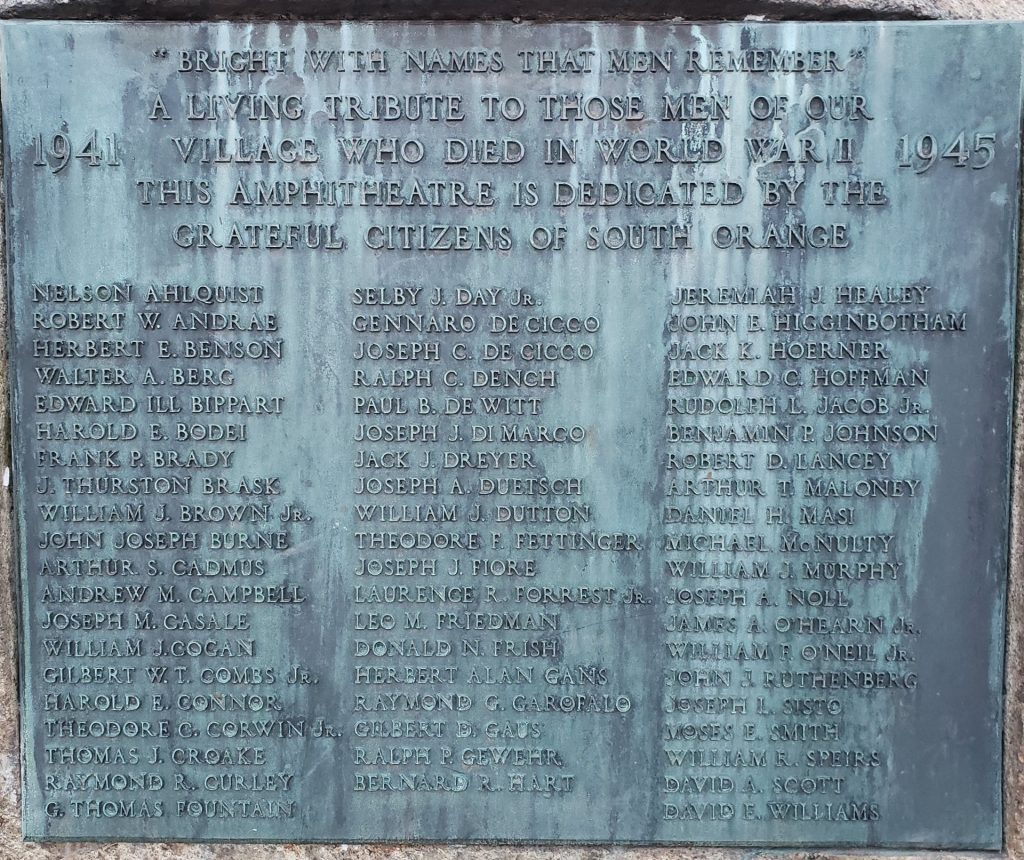 "BRIGHT WITH NAMES THAT MEN REMEMBER"
A LIVING TRIBUTE TO THOSE MEN OF OUR
1941 VILLAGE WHO DIED IN WORLD WAR II 1945
THIS AMPHITHEATRE IS DEDICATED BY THE
GRATEFUL CITIZENS OF SOUTH ORANGE
NELSON AHLQUIST
ROBERT W. ANDRAE
HERBERT E. BENSON
WALTER A. BERG
EDWARD ILL BIPPART
HAROLD E. BODEI
FRANK P. BRADY
J. THURSTON BRASK
WILLIAM J. BROWN JR.
JOHN JOSEPH BURNE
ARTHUR S. CADMUS
ANDREW M. CAMPBELL
JOSEPH M. CASALE
WILLIAM J. COGAN
GILBERT W. T. COMBS JR.
HAROLD E. CONNOR
THEODORE C. CORWIN JR.
THOMAS J. CROAKE
RAYMOND R. CURLEY
G. THOMAS FOUNTAIN
SELBY J. DAY JR.
GENNARO DE CICCO
JOSEPH C. DE CICCO
RALPH C. DENCH
PAUL B. DE WITT
JOSEPH J. DI MARCO
JACK J. DREYER
JOSEPH A. DUETSCH
WILLIAM J. DUTTON
THEODORE F. FETTINGER
JOSEPH J. FIORE
LAURENCE R. FORREST JR.
LEO M. FRIEDMAN
DONALD N. FRISH
HERBERT ALAN GANS
RAYMOND G. GAROFALO
GILBERT D. GAUS
RALPH P. GEWEHR
BERNARD R. HART
JEREMIAH J. HEALEY
JOHN E. HIGGINBOTHAM
JACK K. HOERNER
EDWARD C. HOFFMAN
RUDOLPH L. JACOB JR.
BENJAMIN P. JOHNSON
ROBERT D. LANCEY
ARTHUR T. MALONEY
DANIEL H. MASI
MICHAEL McNULTY
WILLIAM J. MURPHY
JOSEPH A. NOLL
JAMES A. O'HEARN JR.
WILLIAM F. O'NEIL JR.
JOHN J. RUTHENBERG
JOSEPH L. SISTO
MOSES E. SMITH
WILLIAM R. SPEIRS
DAVID A. SCOTT
DAVID E. WILLIAMS